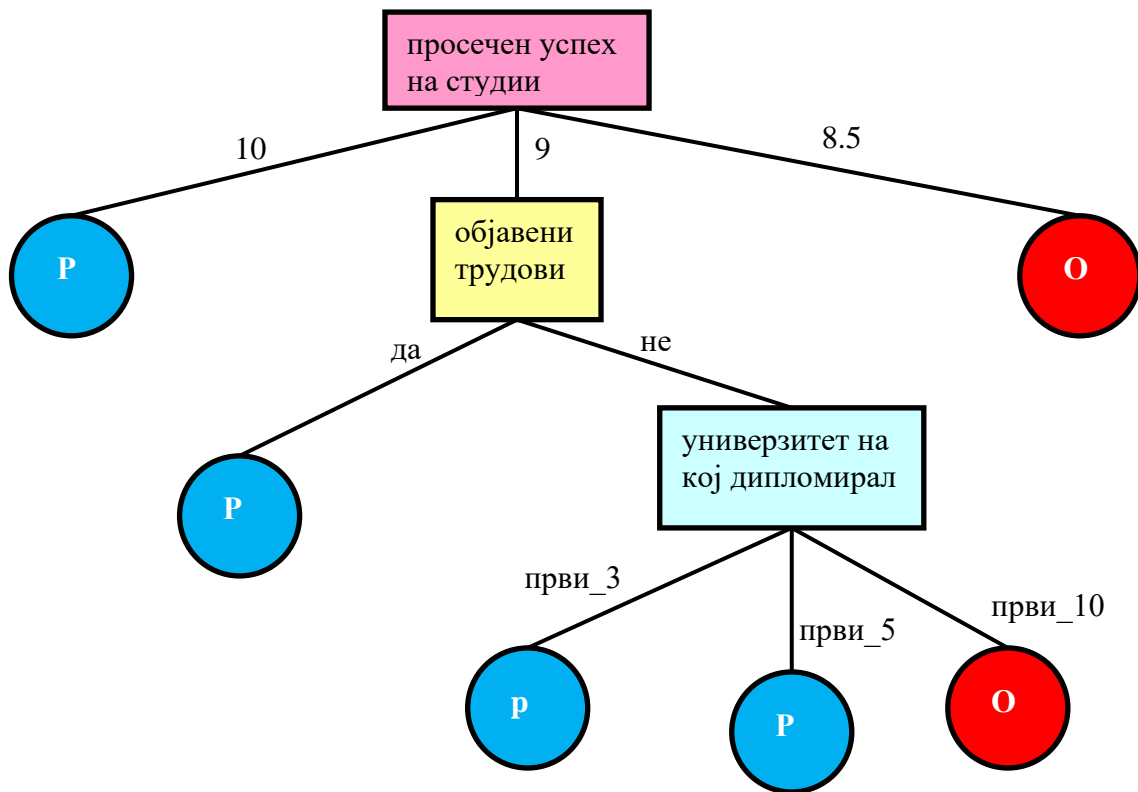 просечен успех
на студии
10
9
8.5
Р
објавени
трудови
О
да
не
Р
универзитет на
кој дипломирал
први_3
први_5
први_10
р
Р
О